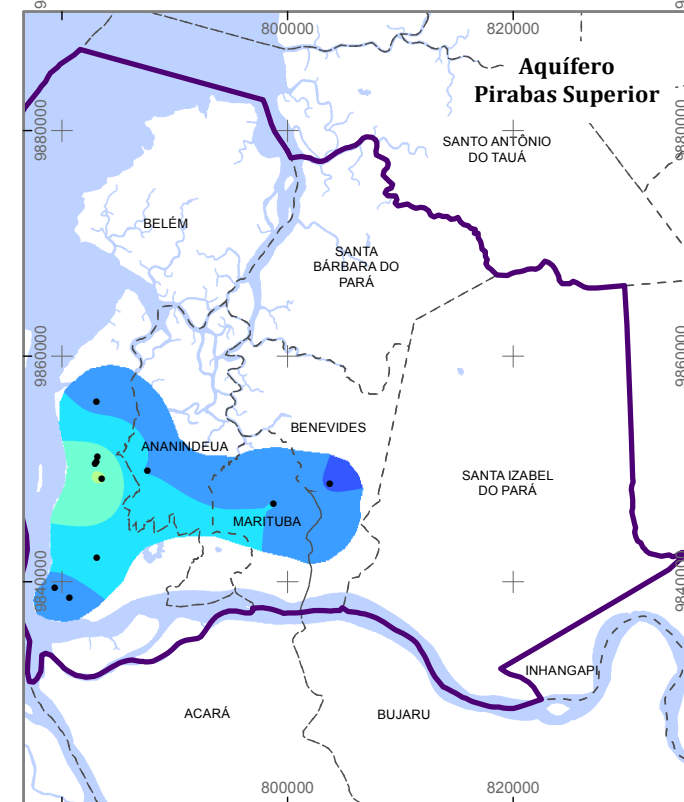 800000
820000
Aquífero
Pirabas Superior
9880000
9880000
SANTO ANTÔNIO
DO TAUÁ
BELÉM
SANTA
BÁRBARA DO
PARÁ
9860000
9860000
BENEVIDES
ANANINDEUA
SANTA IZABEL
DO PARÁ
MARITUBA
9840000
9840000
INHANGAPI
ACARÁ
BUJARU
800000
820000